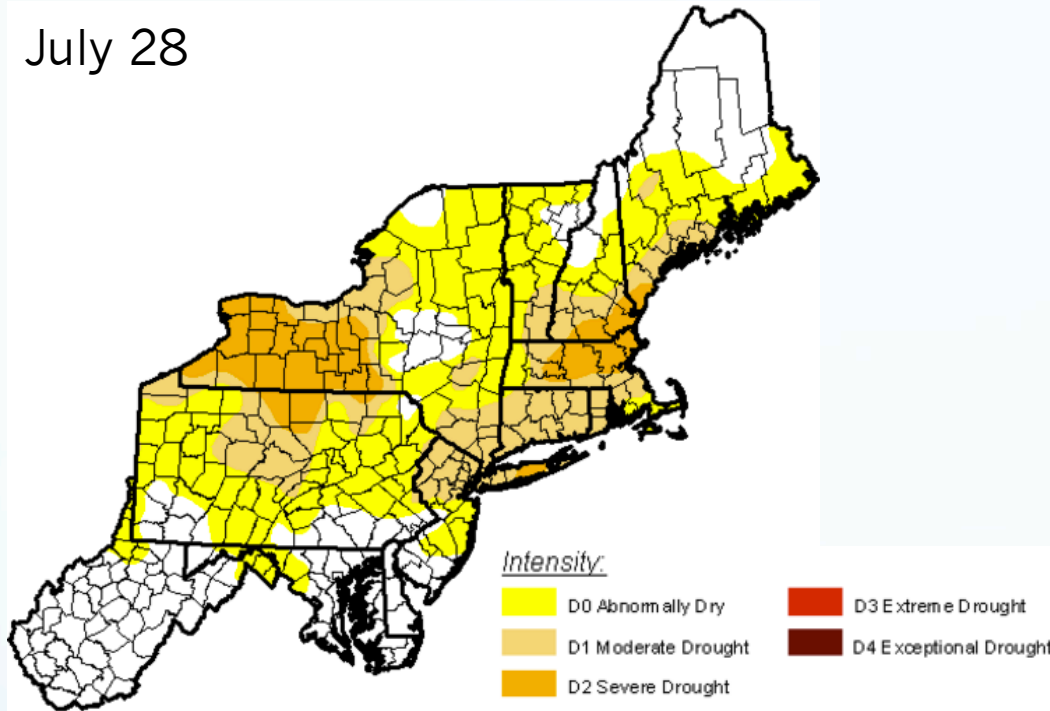 July 28
Intensity:
D0 Abnormally Dry
D1 Moderate Drought
D2 Severe Drought
D3 Extreme Drought
D4 Exceptional Drought